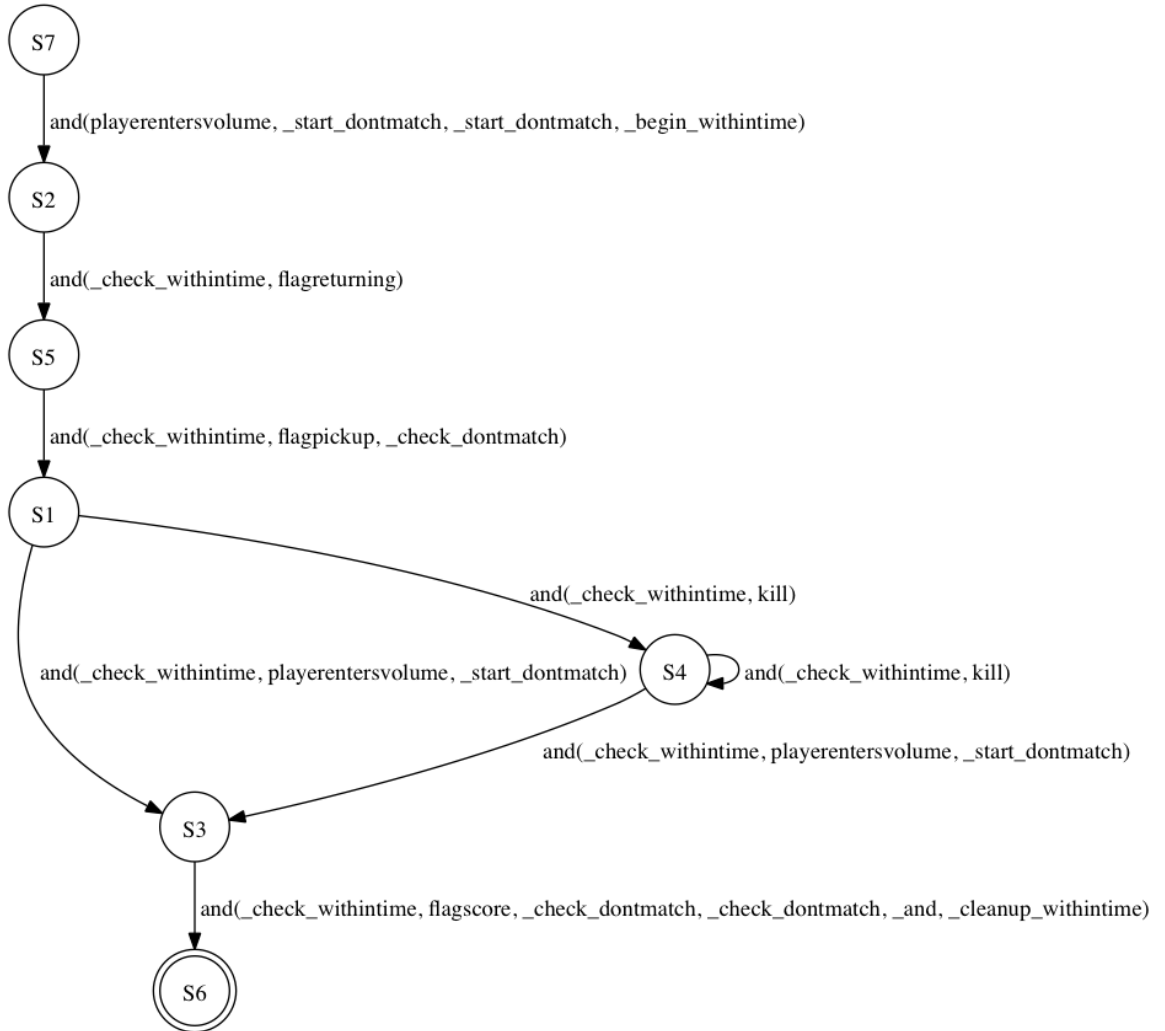 S7
and(playerentersvolume, _start_dontmatch, _start_dontmatch, _begin_withintime)
S2
and(_check_withintime, flagreturning)
S5
and(_check_withintime, flagpickup, _check_dontmatch)
S1
and(_check_withintime, kill)
and(_check_withintime, playerentersvolume, _start_dontmatch)
S4
and(_check_withintime, kill)
and(_check_withintime, playerentersvolume, _start_dontmatch)
S3
and(_check_withintime, flagscore, _check_dontmatch, _check_dontmatch, _and, _cleanup_withintime)
S6